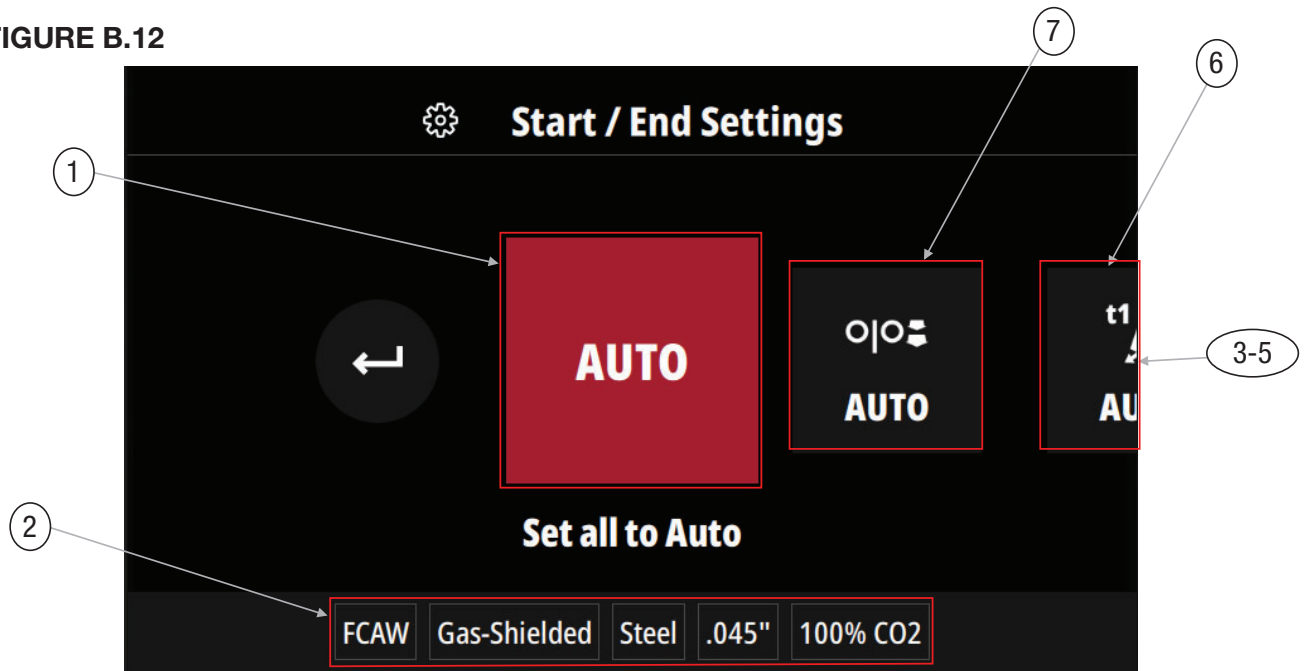 FIGURE B.12
7
6
Start / End Settings
1
t1
3-5
AUTO
AUTO
AU
Set all to Auto
2
FCAW Gas-Shielded Steel .045" 100% CO2